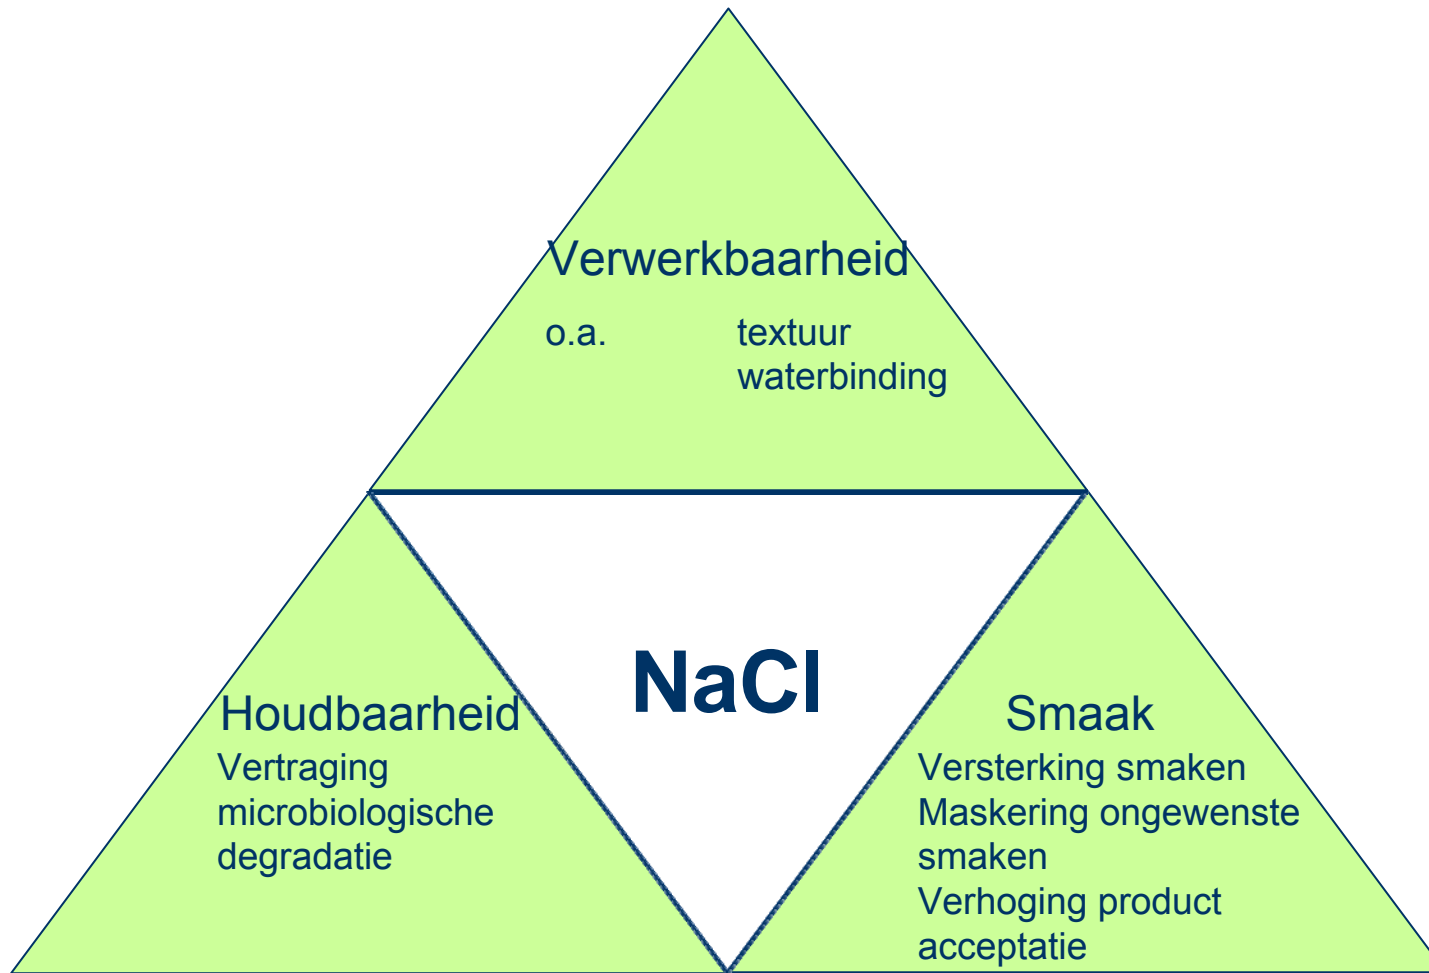 Verwerkbaarheid
o.a. textuur
waterbinding
NaCl
Houdbaarheid
Vertraging
microbiologische
degradatie
Smaak
Versterking smaken
Maskering ongewenste
smaken
Verhoging product
acceptatie